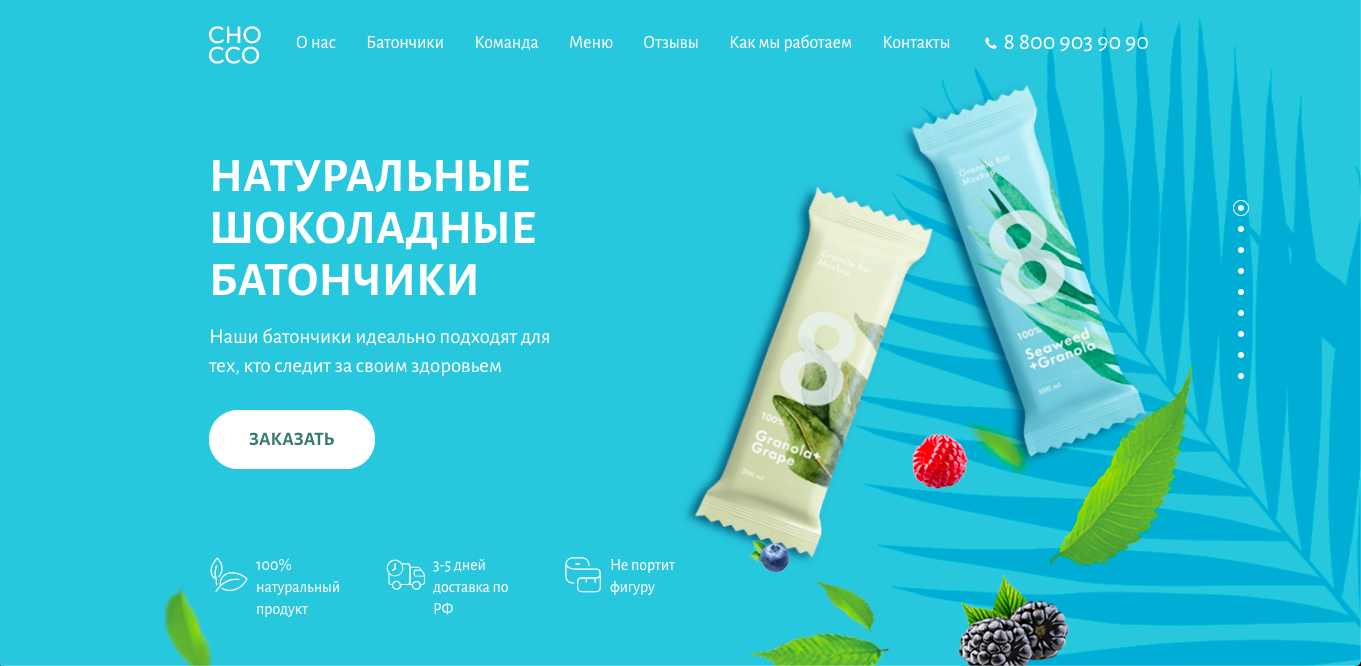 CHO
CCO
О нас
Батончики
Команда
Меню
Отзывы
Как мы работаем
Контакты
8 800 903 90 90
НАТУРАЛЬНЫЕ
ШОКОЛАДНЫЕ
БАТОНЧИКИ
Наши батончики идеально подходят для
тех, кто следит за своим здоровьем
ЗАКАЗАТЬ
100%
натуральный
продукт
3-5 дней
доставка по
РФ
Не портит
фигуру
Granola Bar
Mockup
8
100%
Granola+
Grape
300 ml
Granola Bar
Mockup
8
100%
Seaweed
+Granola
300 ml